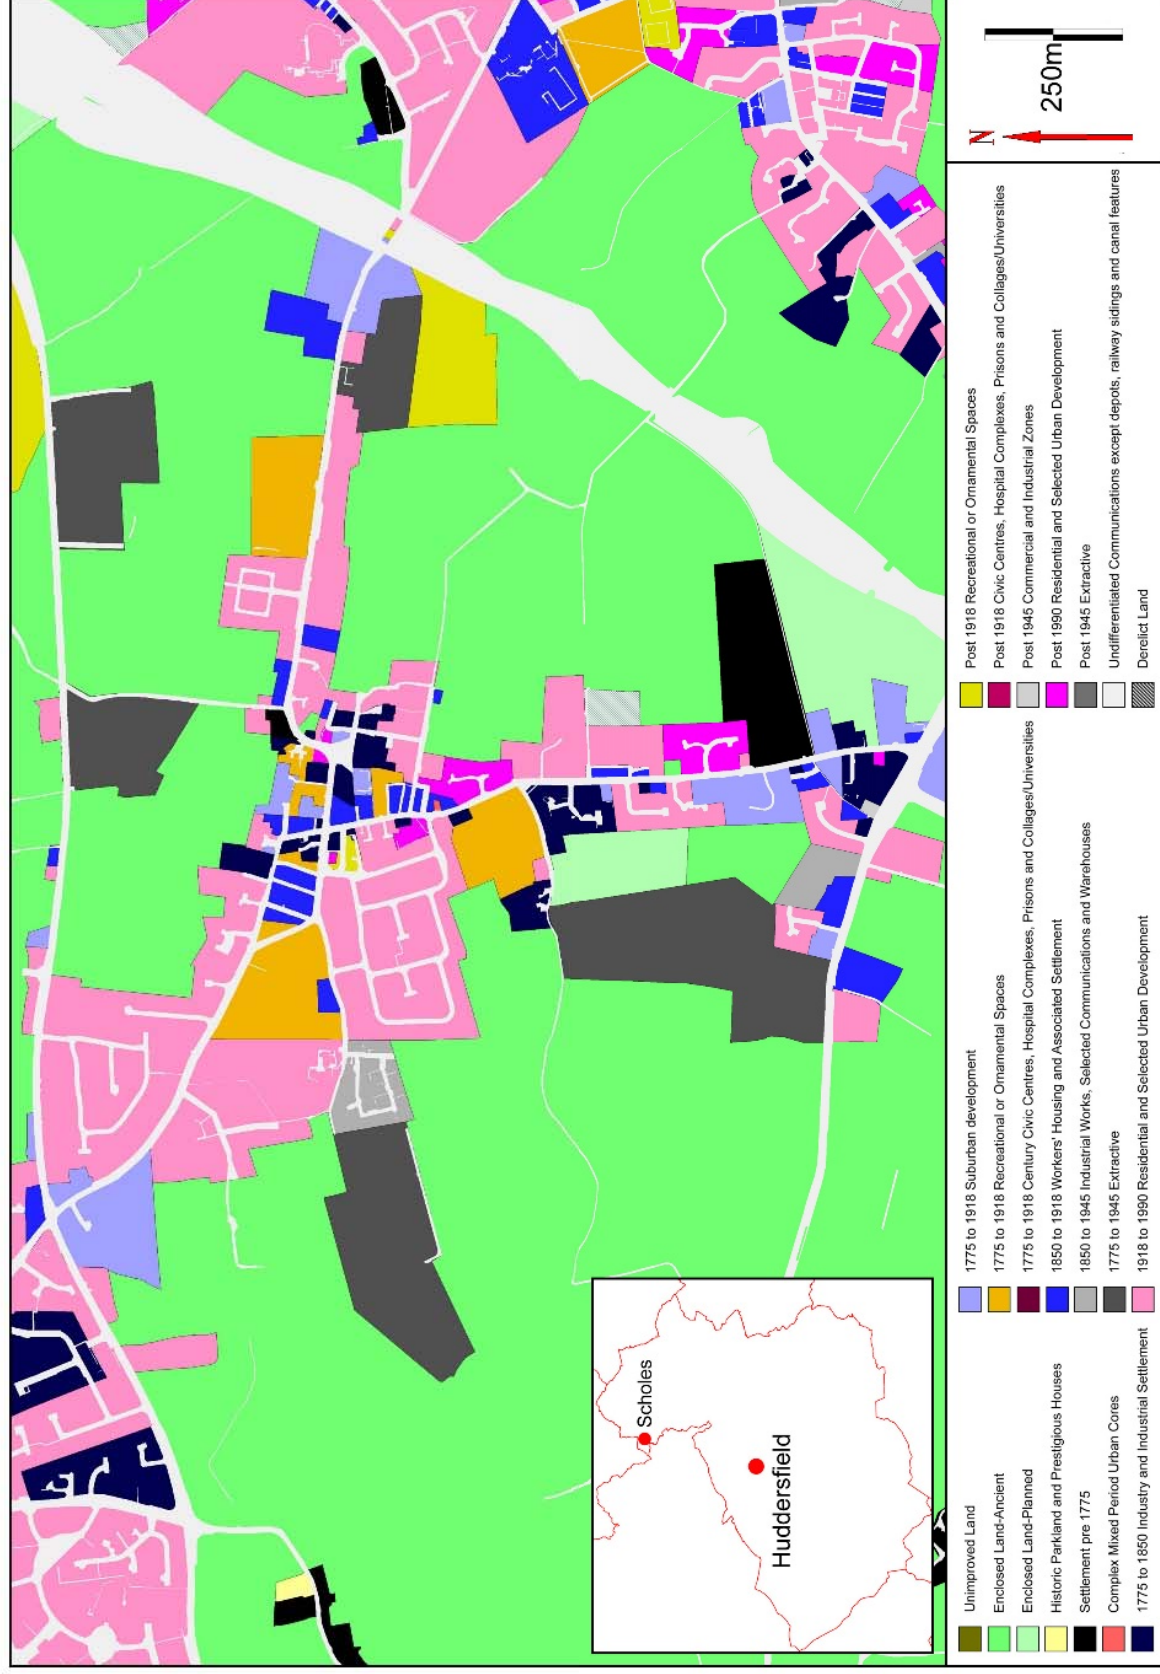 Scholes
Huddersfield
Unimproved Land
Enclosed Land-Ancient
Enclosed Land-Planned
Historic Parkland and Prestigious Houses
Settlement pre 1775
Complex Mixed Period Urban Cores
1775 to 1850 Industry and Industrial Settlement
1775 to 1918 Suburban development
1775 to 1918 Recreational or Ornamental Spaces
1775 to 1918 Century Civic Centres, Hospital Complexes, Prisons and Collages/Universities
1850 to 1918 Workers' Housing and Associated Settlement
1850 to 1945 Industrial Works, Selected Communications and Warehouses
1775 to 1945 Extractive
1918 to 1990 Residential and Selected Urban Development
Post 1918 Recreational or Ornamental Spaces
Post 1918 Civic Centres, Hospital Complexes, Prisons and Collages/Universities
Post 1945 Commercial and Industrial Zones
Post 1990 Residential and Selected Urban Development
Post 1945 Extractive
Undifferentiated Communications except depots, railway sidings and canal features
Derelict Land
N
250m